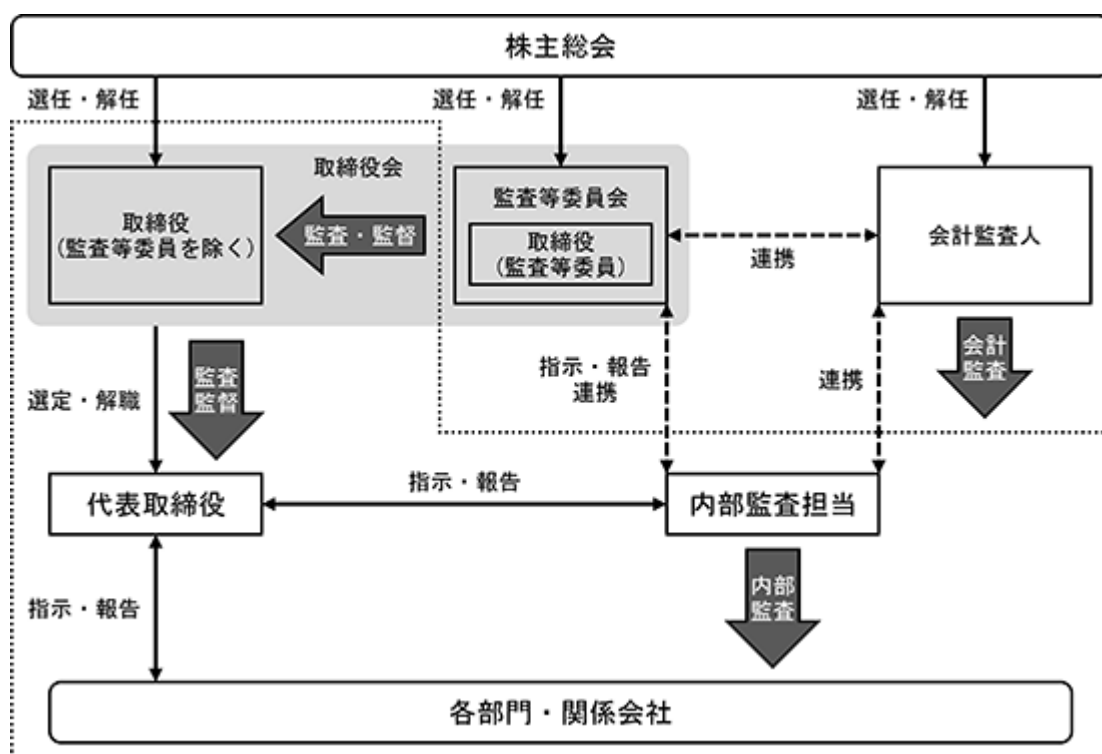 株主総会
選任・解任
選任・解任
選任・解任
取締役会
取締役
(監査等委員を除く)
監査・監督
監査等委員会
取締役
(監査等委員)
連携
会計監査人
監査
監督
選定・解職
指示・報告
連携
連携
会計
監査
代表取締役
指示・報告
内部監査担当
指示・報告
内部
監査
各部門・関係会社